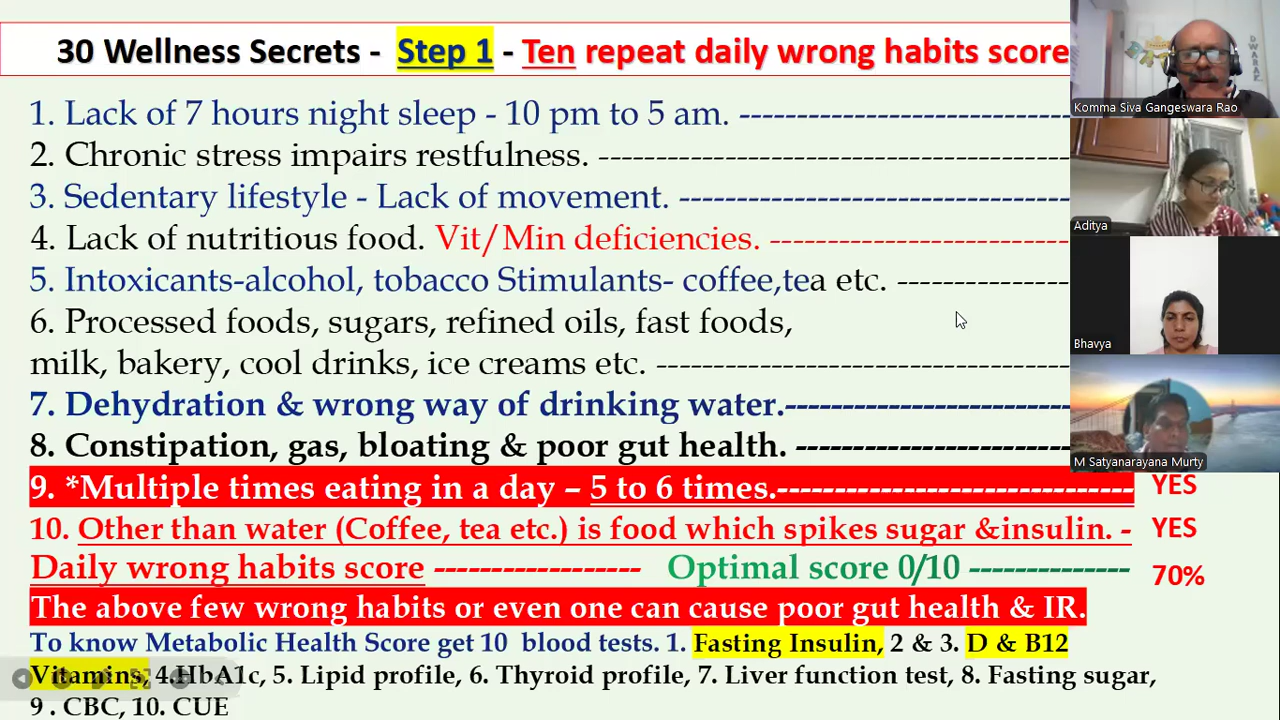 30 Wellness Secrets - Step 1 - Ten repeat daily wrong habits score
1. Lack of 7 hours night sleep - 10 pm to 5 am. ----------------------------------
2. Chronic stress impairs restfulness. -------------------------------------------------
3. Sedentary lifestyle - Lack of movement. ----------------------------------------
4. Lack of nutritious food. Vit/Min deficiencies. -------------------------------
5. Intoxicants-alcohol, tobacco Stimulants- coffee,tea etc. ------------------
6. Processed foods, sugars, refined oils, fast foods,
milk, bakery, cool drinks, ice creams etc. -------------------------------------------
7. Dehydration & wrong way of drinking water.------------------------------
8. Constipation, gas, bloating & poor gut health. -----------------------------
9. *Multiple times eating in a day – 5 to 6 times.------------------------------------- YES
10. Other than water (Coffee, tea etc.) is food which spikes sugar &insulin. - YES
Daily wrong habits score ------------------- Optimal score 0/10 -------------- 70%
The above few wrong habits or even one can cause poor gut health & IR.
To know Metabolic Health Score get 10 blood tests. 1. Fasting Insulin, 2 & 3. D & B12
Vitamins, 4.HbA1c, 5. Lipid profile, 6. Thyroid profile, 7. Liver function test, 8. Fasting sugar,
9 . CBC, 10. CUE
Komma Siva Gangeswara Rao
Aditya
Bhavya
M Satyanarayana Murty